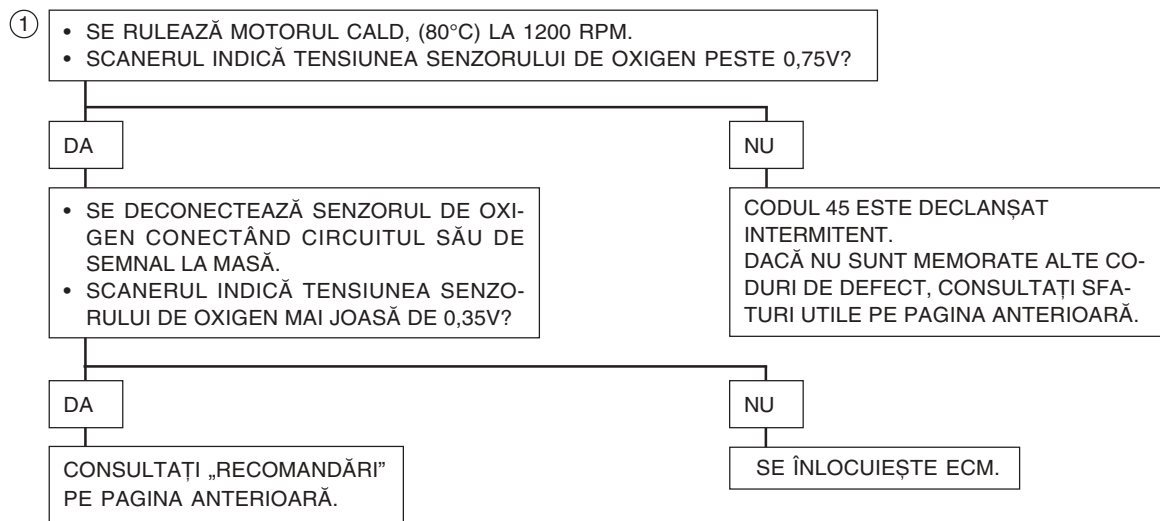 1
• SE RULEAZĂ MOTORUL CALD, (80°C) LA 1200 RPM.
• SCANERUL INDICĂ TENSIUNEA SENZORULUI DE OXIGEN PESTE 0,75V?
DA
NU
• SE DECONECTEAZĂ SENZORUL DE OXI-
GEN CONECTÂND CIRCUITUL SĂU DE
SEMNAL LA MASĂ.
• SCANERUL INDICĂ TENSIUNEA SENZO-
RULUI DE OXIGEN MAI JOASĂ DE 0,35V?
CODUL 45 ESTE DECLANȘAT
INTERMITENT.
DACĂ NU SUNT MEMORATE ALTE CO-
DURI DE DEFECT, CONSULTAȚI SFA-
TURI UTILE PE PAGINA ANTERIOARĂ.
DA
NU
CONSULTAȚI „RECOMANDĂRI”
PE PAGINA ANTERIOARĂ.
SE ÎNLOCUIEȘTE ECM.